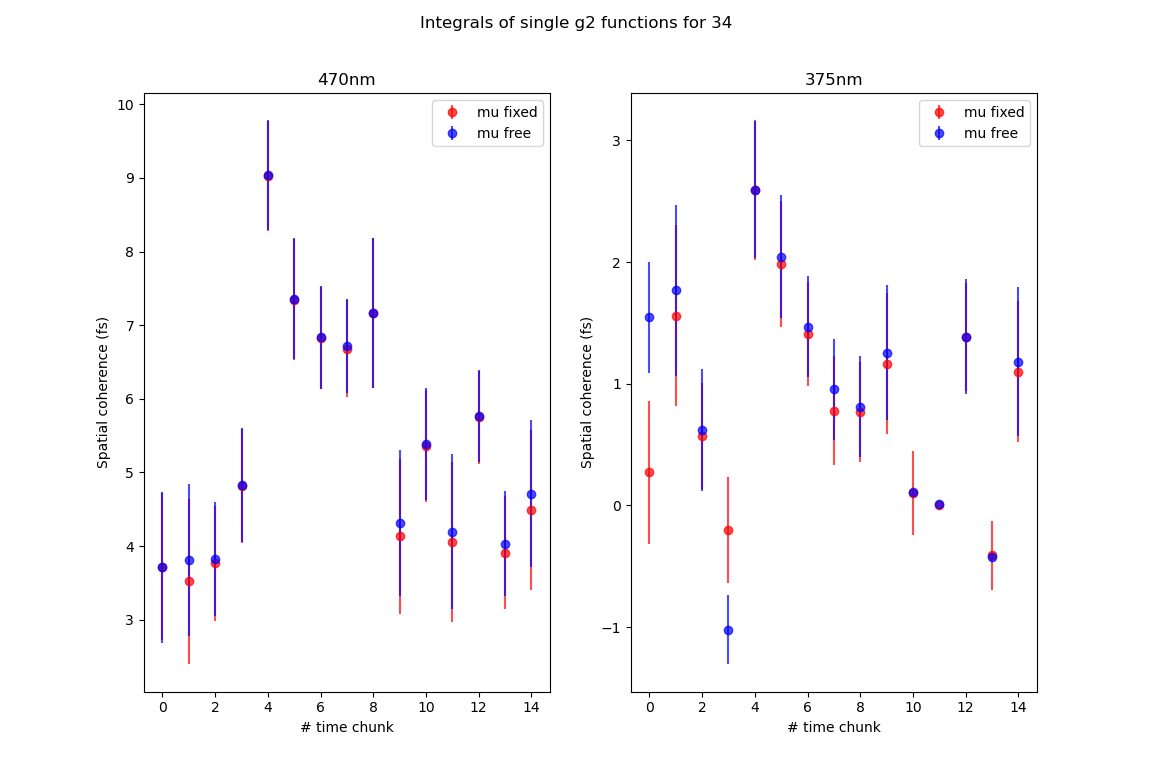 Integrals of single g2 functions for 34
470nm
10
9
8
7
6
5
4
3
Spatial coherence (fs)
0 2 4 6 8 10 12 14
# time chunk
mu fixed
mu free
375nm
3
2
1
0
−1
Spatial coherence (fs)
0 2 4 6 8 10 12 14
# time chunk
mu fixed
mu free